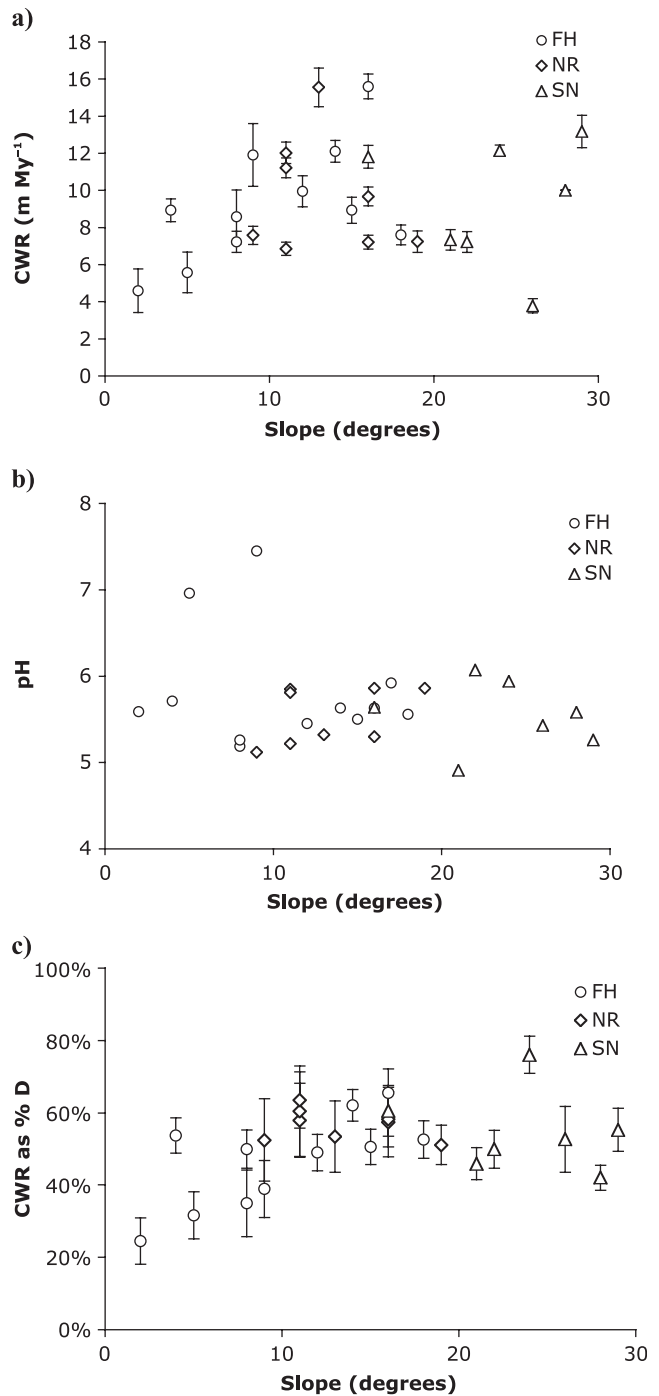 a)
18
16
14
12
10
8
6
4
2
0
CWR (m My⁻¹)
FH
NR
SN
0 10 20 30
Slope (degrees)
b)
8
7
6
5
4
pH
FH
NR
SN
0 10 20 30
Slope (degrees)
c)
100%
80%
60%
40%
20%
0%
CWR as % D
FH
NR
SN
0 10 20 30
Slope (degrees)